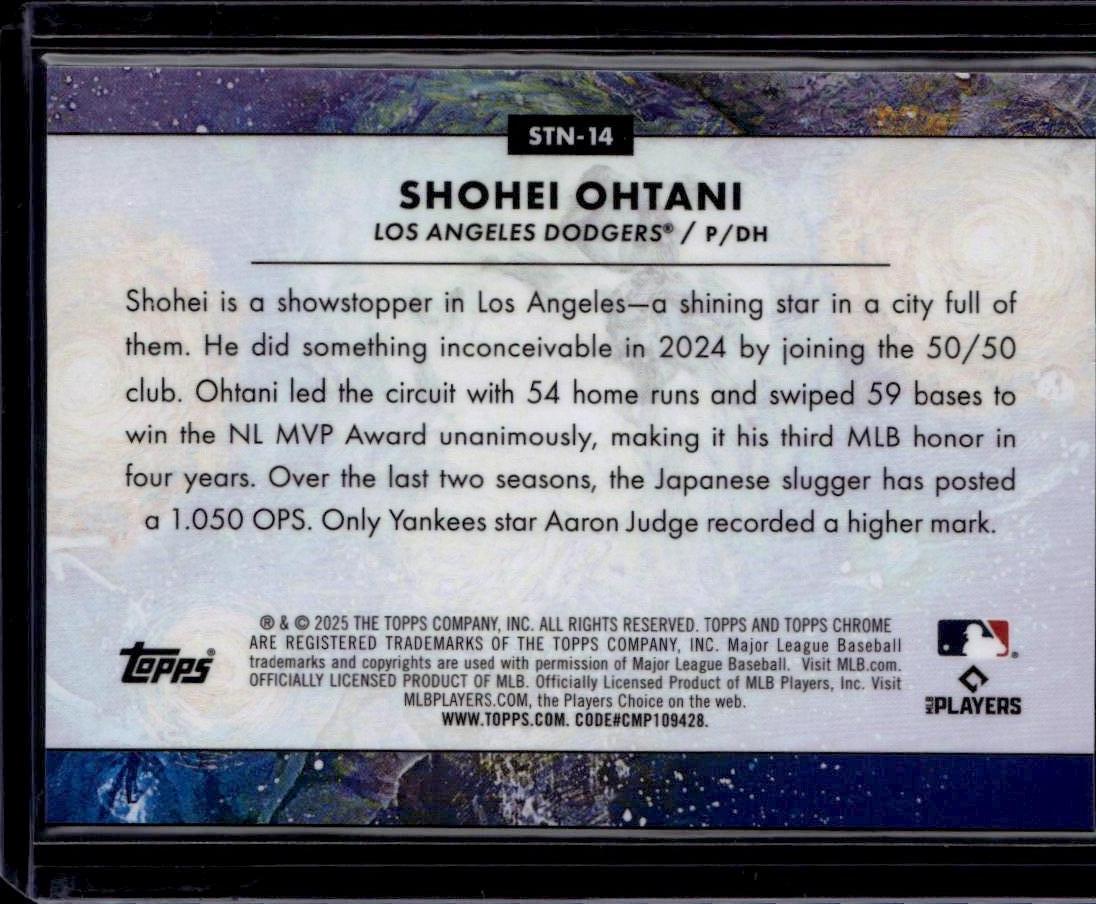 STN-14
SHOHEI OHTANI
LOS ANGELES DODGERS® / P/DH
Shohei is a showstopper in Los Angeles—a shining star in a city full of
them. He did something inconceivable in 2024 by joining the 50/50
club. Ohtani led the circuit with 54 home runs and swiped 59 bases to
win the NL MVP Award unanimously, making it his third MLB honor in
four years. Over the last two seasons, the Japanese slugger has posted
a 1.050 OPS. Only Yankees star Aaron Judge recorded a higher mark.
topps®
® & © 2025 THE TOPPS COMPANY, INC. ALL RIGHTS RESERVED. TOPPS AND TOPPS CHROME
ARE REGISTERED TRADEMARKS OF THE TOPPS COMPANY, INC. Major League Baseball
trademarks and copyrights are used with permission of Major League Baseball. Visit MLB.com.
OFFICIALLY LICENSED PRODUCT OF MLB. Officially Licensed Product of MLB Players, Inc. Visit
MLBPLAYERS.COM, the Players Choice on the web.
WWW.TOPPS.COM. CODE#CMP109428.
MLB PLAYERS